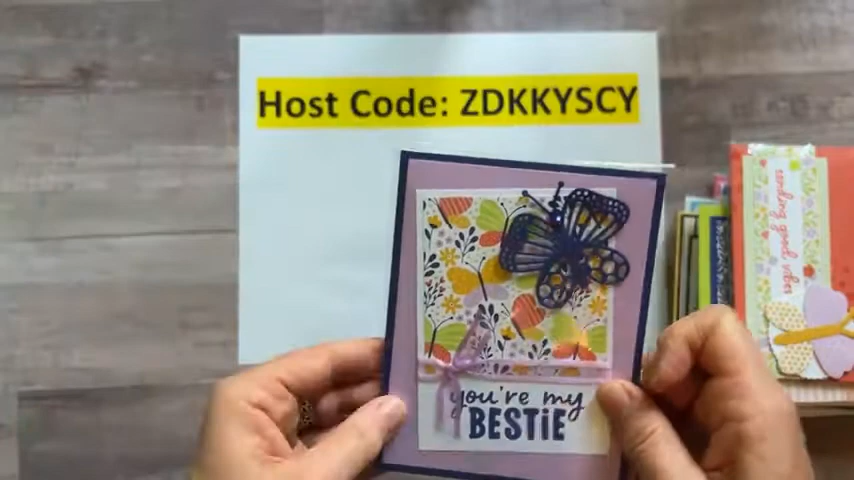 Host Code: ZDKKYSCY
sending good vibes
you're my
BESTIE